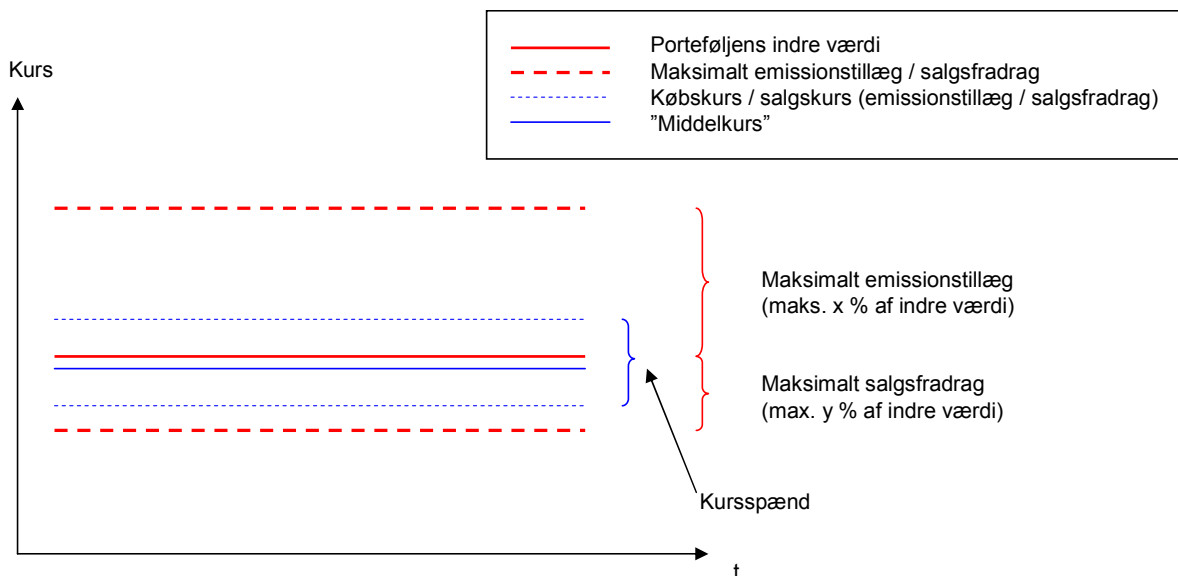 Porteføljens indre værdi
Maksimalt emissionstillæg / salgsfradrag
Købskurs / salgskurs (emissionstillæg / salgsfradrag)
”Middelkurs”
Kurs
Maksimalt emissionstillæg
(maks. x % af indre værdi)
Maksimalt salgsfradrag
(max. y % af indre værdi)
Kursspænd
t